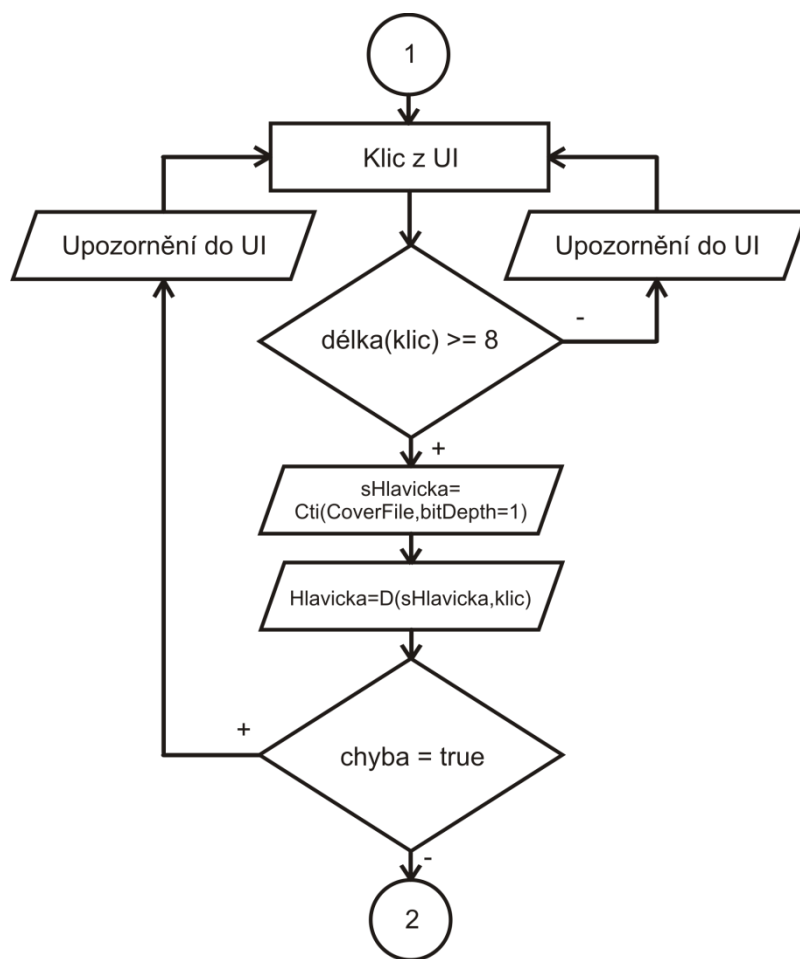 1
Klic z UI
Upozornění do UI
Upozornění do UI
délka(klic) >= 8
-
+
sHlavicka=
Cti(CoverFile,bitDepth=1)
Hlavicka=D(sHlavicka,klic)
+
chyba = true
-
2